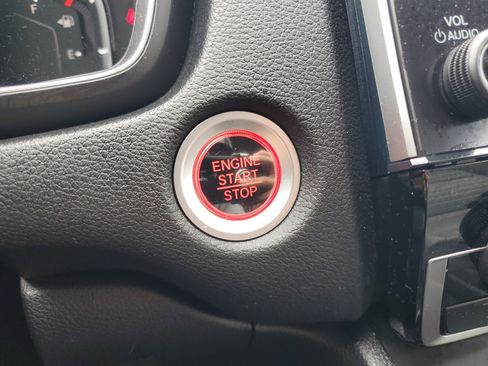 F
VOL
AUDIO
ENGINE
START
STOP